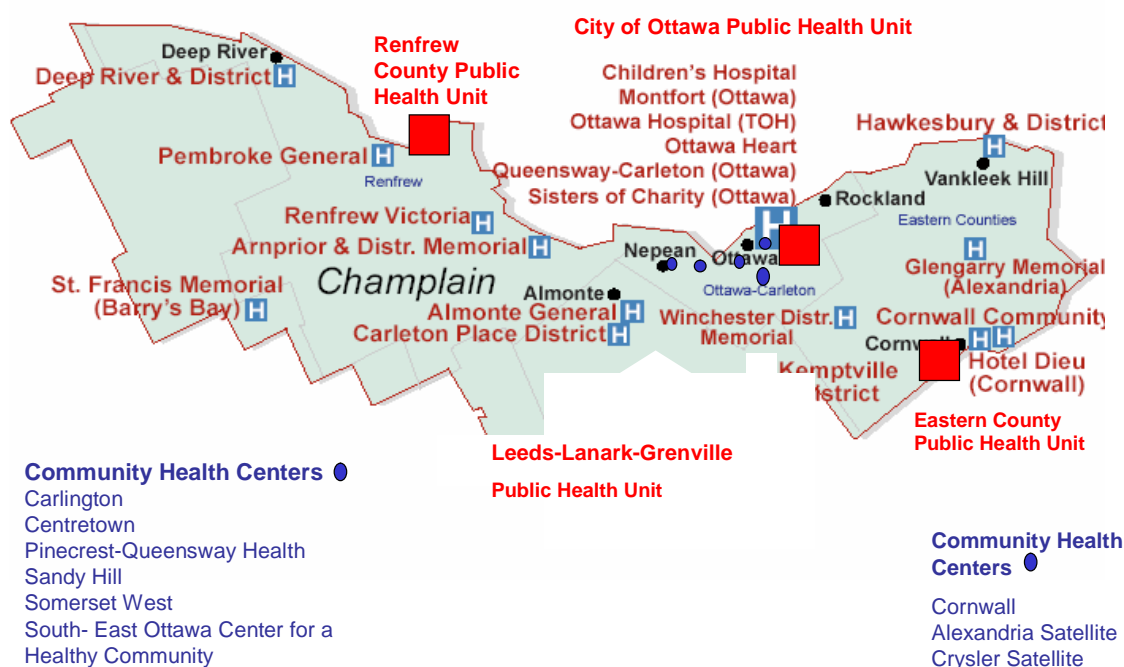 City of Ottawa Public Health Unit
Renfrew
County Public
Health Unit
Deep River
Deep River & District H
Children's Hospital
Montfort (Ottawa)
Ottawa Hospital (TOH)
Ottawa Heart
Queensway-Carleton (Ottawa)
Sisters of Charity (Ottawa)
H
Hawkesbury & District
H
Vankleek Hill
Pembroke General H
Renfrew
Rockland
Eastern Counties
Renfrew Victoria H
Arnprior & Distr. Memorial H
Nepean
Ottawa
Ottawa-Carleton
H
Glengarry Memorial
(Alexandria)
Champlain
St. Francis Memorial
(Barry's Bay) H
Almonte
Almonte General H
Carleton Place District H
Winchester Distr. H
Memorial
Cornwall Community
H H
Hotel Dieu
(Cornwall)
Kemptville
Eastern County
Public Health Unit
Leeds-Lanark-Grenville
Public Health Unit
Community Health Centers
Carlington
Centretown
Pinecrest-Queensway Health
Sandy Hill
Somerset West
South- East Ottawa Center for a
Healthy Community
Community Health
Centers
Cornwall
Alexandria Satellite
Crysler Satellite